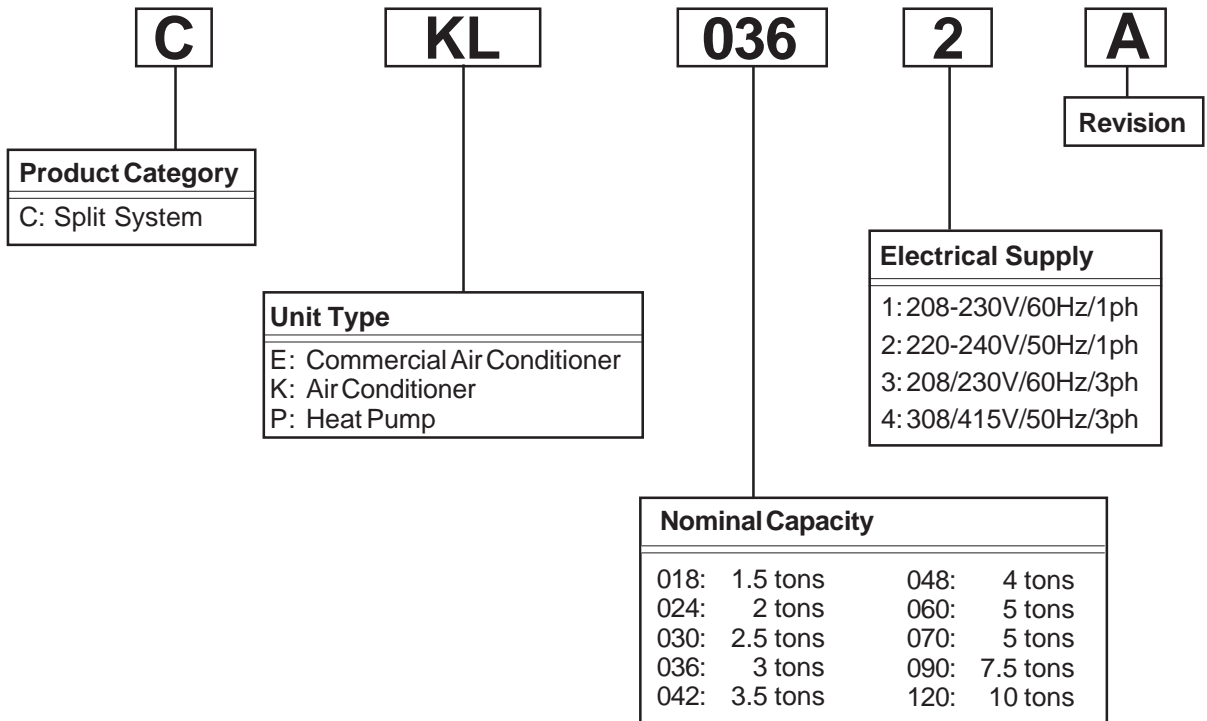 C KL 036 2 A
Revision
Product Category
C: Split System
Electrical Supply
1: 208-230V/60Hz/1ph
2: 220-240V/50Hz/1ph
3: 208/230V/60Hz/3ph
4: 308/415V/50Hz/3ph
Unit Type
E: Commercial Air Conditioner
K: Air Conditioner
P: Heat Pump
Nominal Capacity
018: 1.5 tons 048: 4 tons
024: 2 tons 060: 5 tons
030: 2.5 tons 070: 5 tons
036: 3 tons 090: 7.5 tons
042: 3.5 tons 120: 10 tons